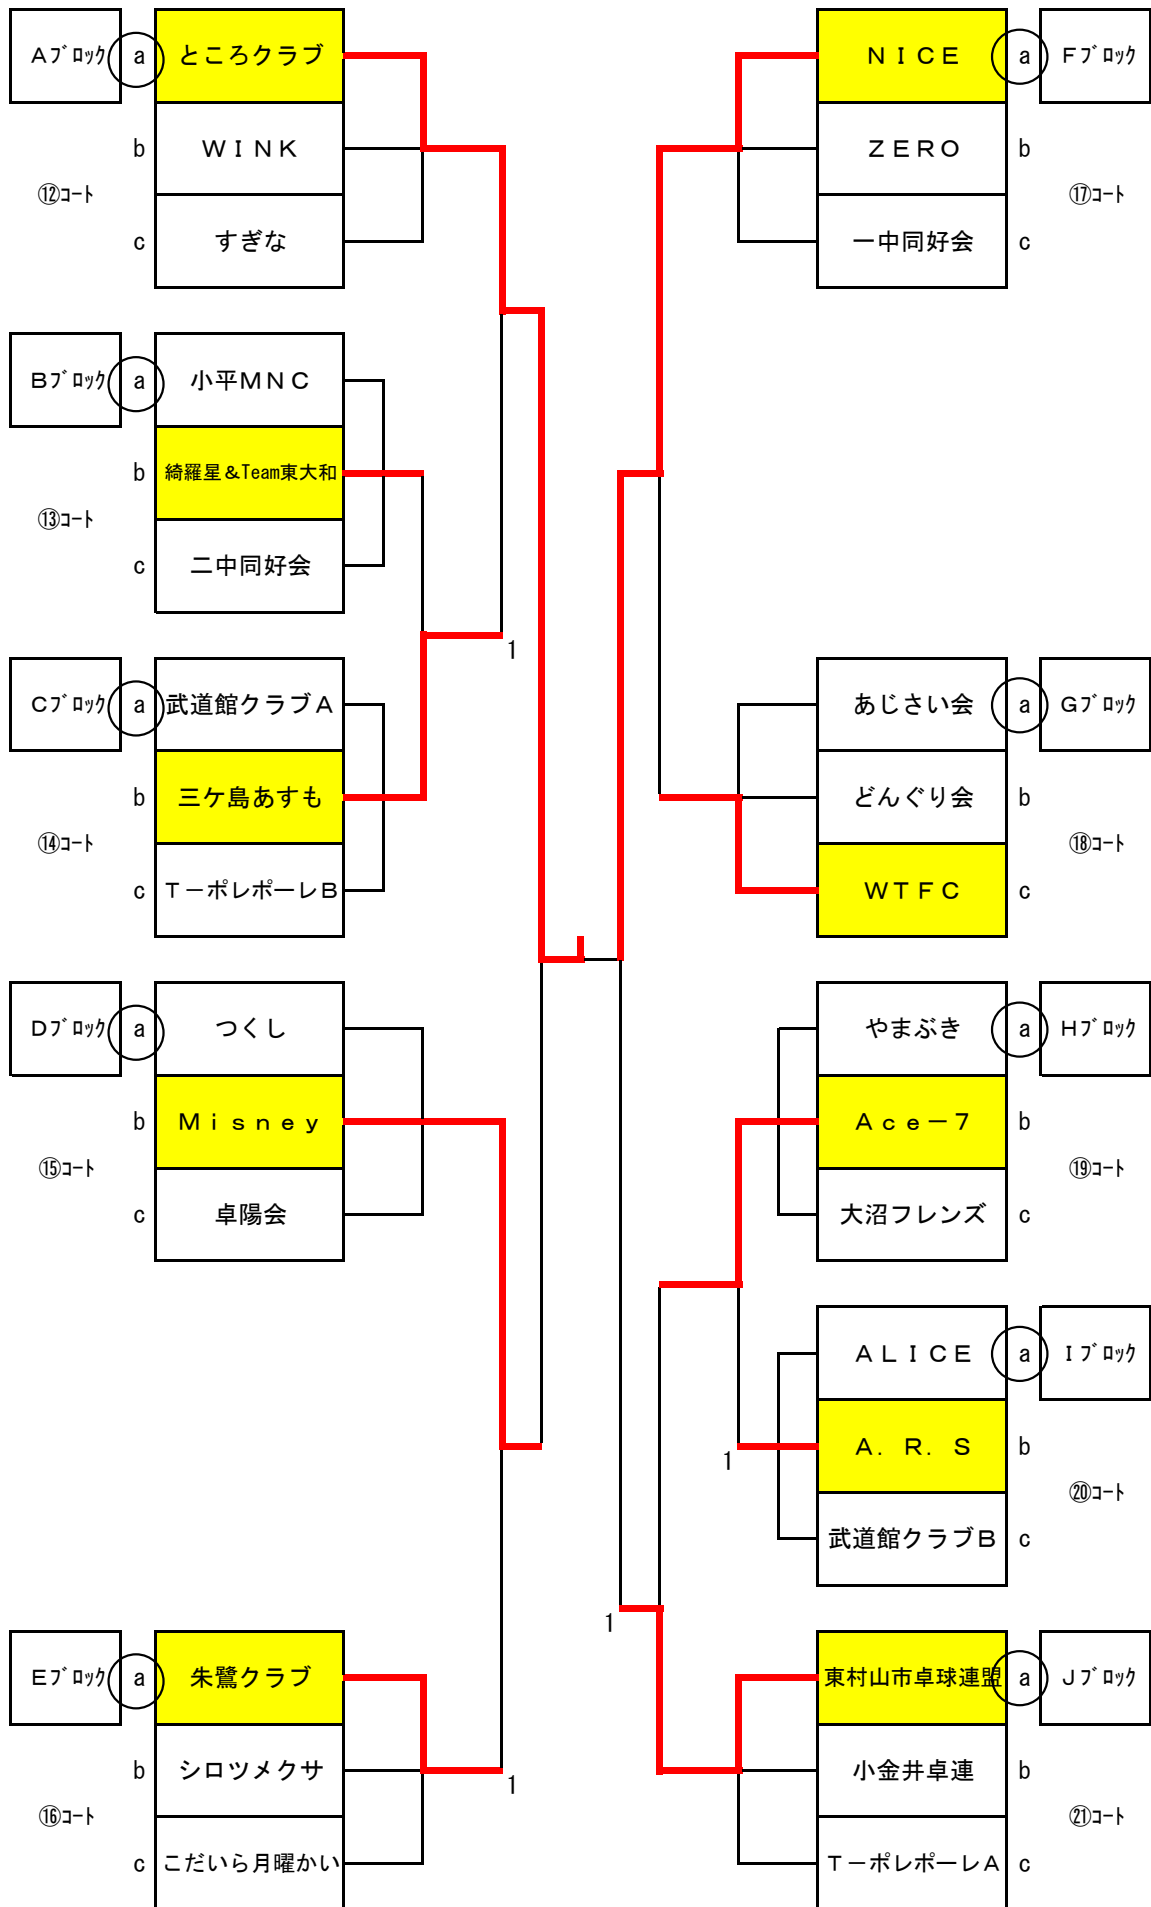 Aﾌﾞﾛｯｸ a ところクラブ
b ＷＩＮＫ
⑫ｺｰﾄ
c すぎな
Bﾌﾞﾛｯｸ a 小平ＭＮＣ
b 綺羅星＆Team東大和
⑬ｺｰﾄ
c 二中同好会
1
Cﾌﾞﾛｯｸ a 武道館クラブＡ
b 三ケ島あすも
⑭ｺｰﾄ
c Ｔ－ポレポーレＢ
Dﾌﾞﾛｯｸ a つくし
b Ｍｉｓｎｅｙ
⑮ｺｰﾄ
c 卓陽会
Eﾌﾞﾛｯｸ a 朱鷺クラブ
b シロツメクサ
1
⑯ｺｰﾄ
c こだいら月曜かい
ＮＩＣＥ a Fﾌﾞﾛｯｸ
ＺＥＲＯ b
⑰ｺｰﾄ
一中同好会 c
あじさい会 a Gﾌﾞﾛｯｸ
どんぐり会 b
⑱ｺｰﾄ
ＷＴＦＣ c
やまぶき a Hﾌﾞﾛｯｸ
Ａｃｅ－７ b
⑲ｺｰﾄ
大沼フレンズ c
ＡＬＩＣＥ a Iﾌﾞﾛｯｸ
Ａ．Ｒ．Ｓ b
1
⑳ｺｰﾄ
武道館クラブＢ c
1
東村山市卓球連盟 a Jﾌﾞﾛｯｸ
小金井卓連 b
㉑ｺｰﾄ
Ｔ－ポレポーレＡ c